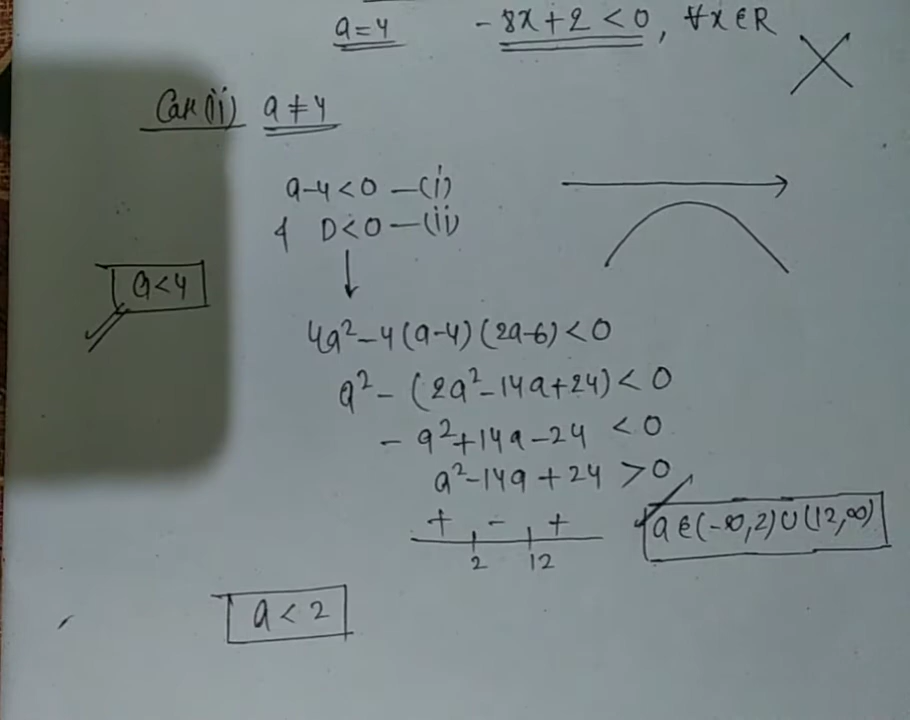 a=4 -8x+2<0, ∀x∈R
Case(ii) a≠4
a-4<0 —(i)
& D<0—(ii)
a<4
4a²-4(a-4)(2a-6)<0
a²-(2a²-14a+24)<0
-a²+14a-24 <0
a²-14a+24 >0
+ - +
2 12
a∈(-∞,2)∪(12,∞)
a<2